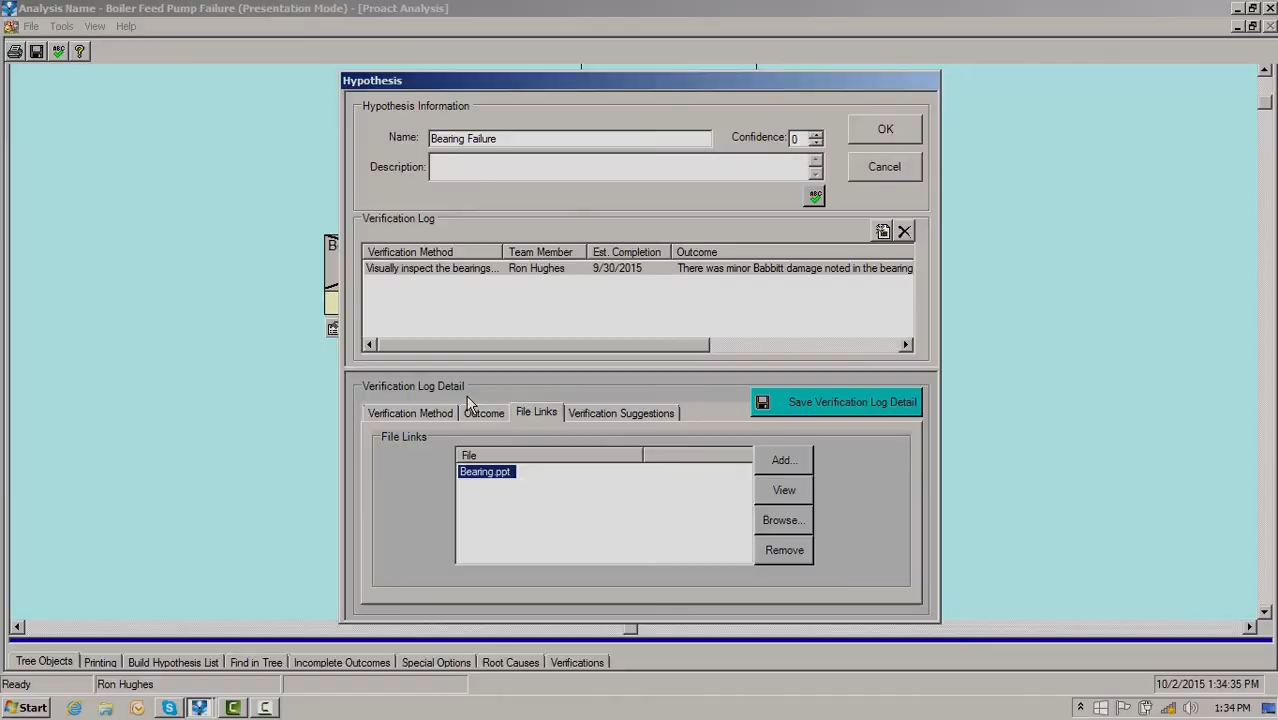 Analysis Name - Boiler Feed Pump Failure (Presentation Mode) - [Proact Analysis]
File Tools View Help
Hypothesis
Hypothesis Information
Name: Bearing Failure Confidence: 0 OK
Description: Cancel
ABC
Verification Log
Verification Method Team Member Est. Completion Outcome
Visually inspect the bearings... Ron Hughes 9/30/2015 There was minor Babbitt damage noted in the bearing
Verification Log Detail
Save Verification Log Detail
Verification Method Outcome File Links Verification Suggestions
File Links
File Add...
Bearing.ppt
View
Browse...
Remove
Tree Objects Printing Build Hypothesis List Find in Tree Incomplete Outcomes Special Options Root Causes Verifications
Ready Ron Hughes 10/2/2015 1:34:35 PM
Start 1:34 PM